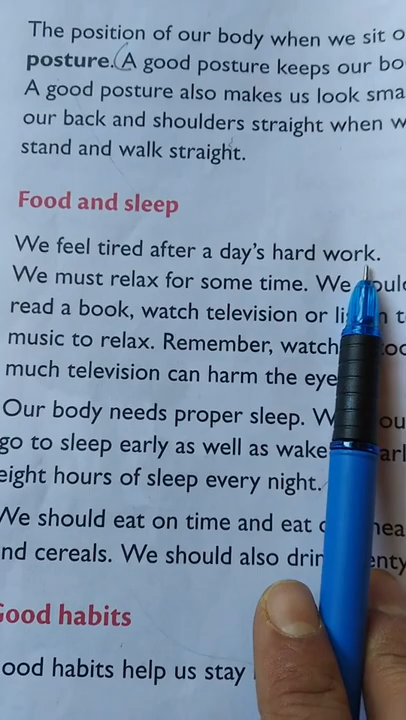 The position of our body when we sit o
posture. A good posture keeps our bo
A good posture also makes us look sma
our back and shoulders straight when w
stand and walk straight.
Food and sleep
We feel tired after a day's hard work.
We must relax for some time. We
read a book, watch television or
music to relax. Remember, watch
much television can harm the eye
Our body needs proper sleep.
go to sleep early as well as wake
eight hours of sleep every night.
We should eat on time and eat
nd cereals. We should also drin
Good habits
ood habits help us stay